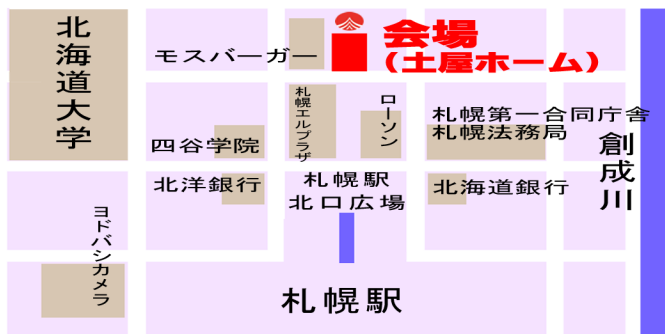 北海道大学
モスバーガー
会場
(土屋ホーム)
札幌エルプラザ
ローソン
札幌第一合同庁舎
札幌法務局
四谷学院
創成川
北洋銀行
札幌駅
北口広場
北海道銀行
ヨドバシカメラ
札幌駅